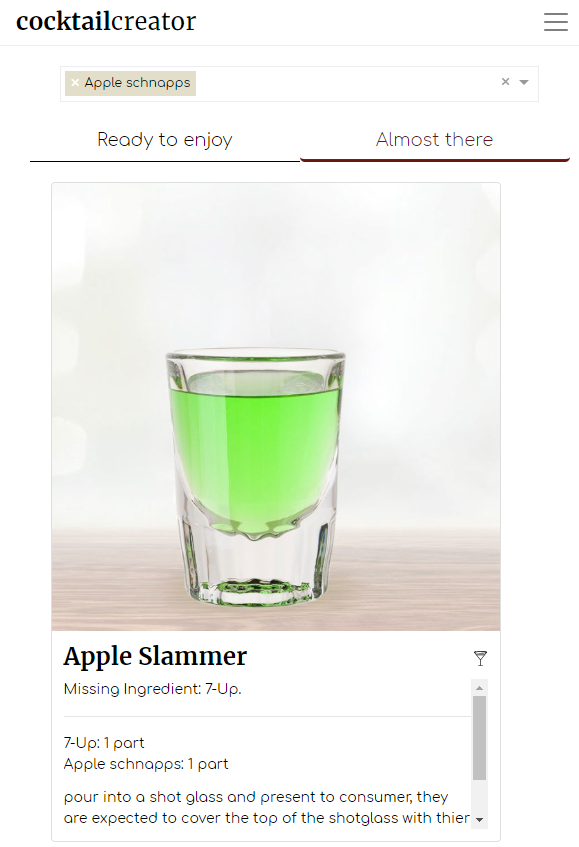 cocktailcreator
× Apple schnapps ×
Ready to enjoy Almost there
Apple Slammer
Missing Ingredient: 7-Up.
7-Up: 1 part
Apple schnapps: 1 part
pour into a shot glass and present to consumer, they
are expected to cover the top of the shotglass with thier